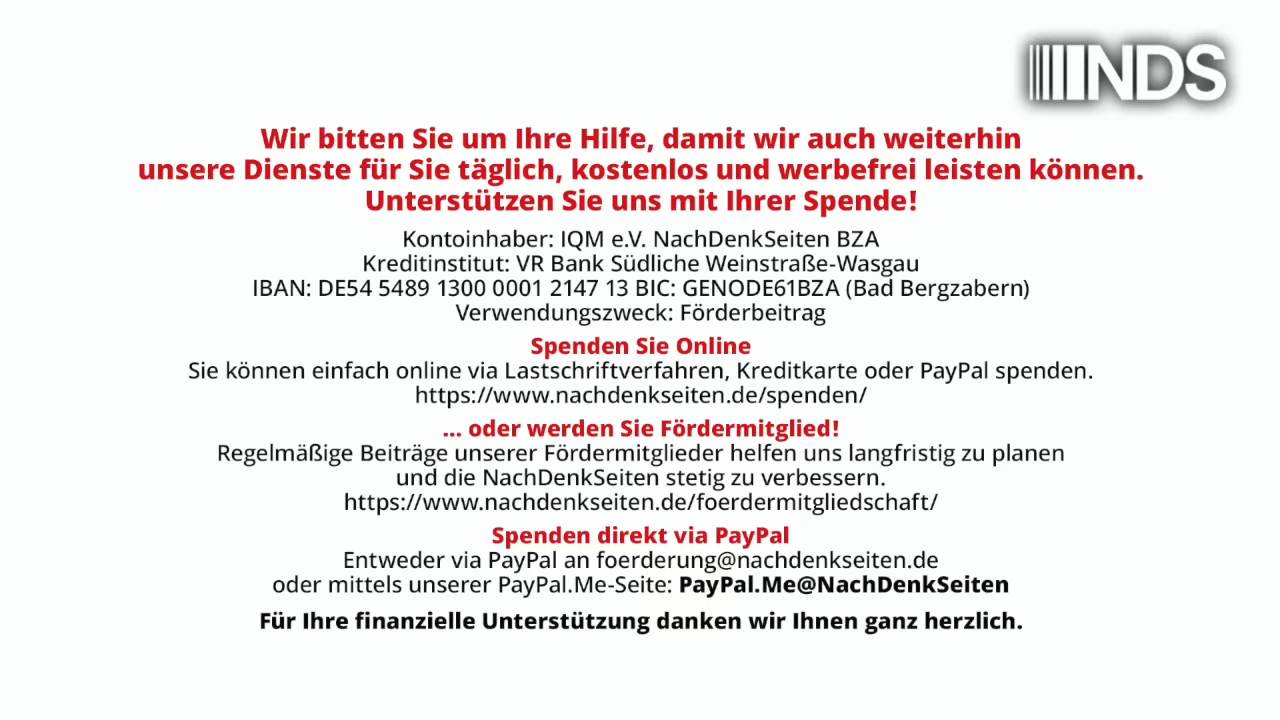 NDS
Wir bitten Sie um Ihre Hilfe, damit wir auch weiterhin
unsere Dienste für Sie täglich, kostenlos und werbefrei leisten können.
Unterstützen Sie uns mit Ihrer Spende!
Kontoinhaber: IQM e.V. NachDenkSeiten BZA
Kreditinstitut: VR Bank Südliche Weinstraße-Wasgau
IBAN: DE54 5489 1300 0001 2147 13 BIC: GENODE61BZA (Bad Bergzabern)
Verwendungszweck: Förderbeitrag
Spenden Sie Online
Sie können einfach online via Lastschriftverfahren, Kreditkarte oder PayPal spenden.
https://www.nachdenkseiten.de/spenden/
... oder werden Sie Fördermitglied!
Regelmäßige Beiträge unserer Fördermitglieder helfen uns langfristig zu planen
und die NachDenkSeiten stetig zu verbessern.
https://www.nachdenkseiten.de/foerdermitgliedschaft/
Spenden direkt via PayPal
Entweder via PayPal an foerderung@nachdenkseiten.de
oder mittels unserer PayPal.Me-Seite: PayPal.Me@NachDenkSeiten
Für Ihre finanzielle Unterstützung danken wir Ihnen ganz herzlich.